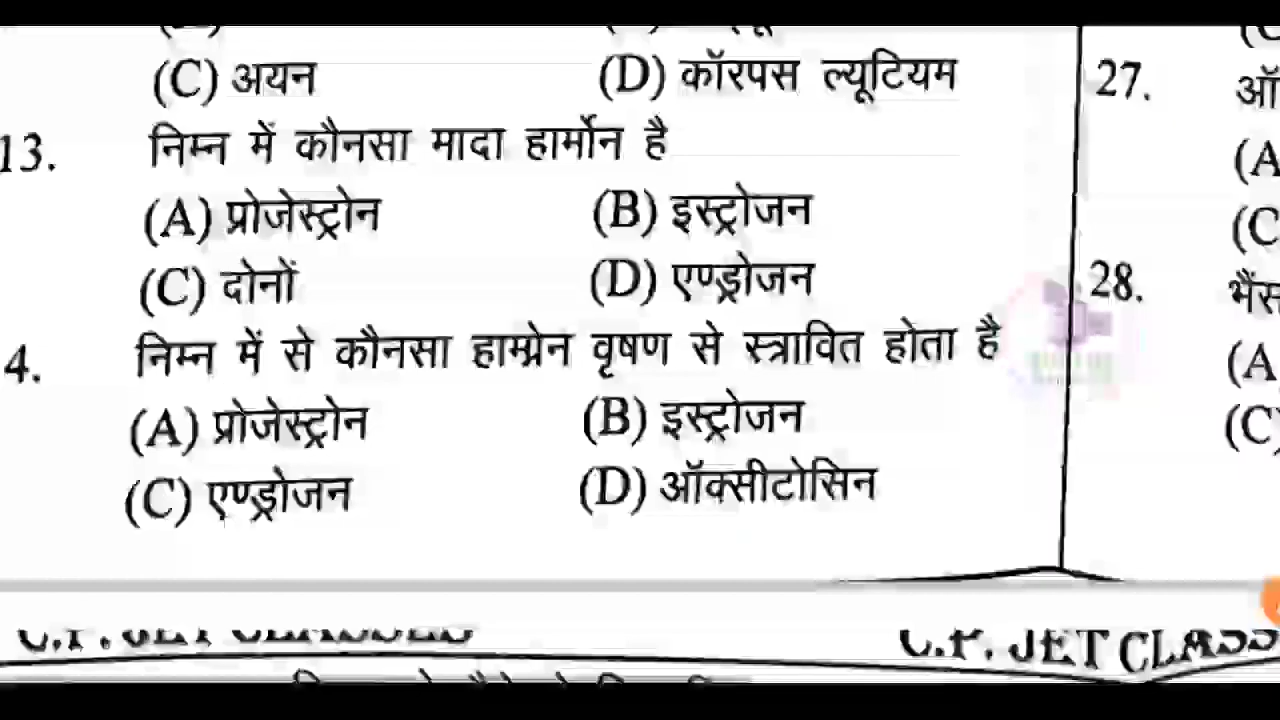 (C) अयन (D) कॉरपस ल्यूटियम
13. निम्न में कौनसा मादा हार्मोन है
(A) प्रोजेस्ट्रोन (B) इस्ट्रोजन
(C) दोनों (D) एण्ड्रोजन
4. निम्न में से कौनसा हाम्रेन वृषण से स्त्रावित होता है
(A) प्रोजेस्ट्रोन (B) इस्ट्रोजन
(C) एण्ड्रोजन (D) ऑक्सीटोसिन
27. ऑ
(A
(C
28. भैंस
(A
(C)
C.P. JET CLASS